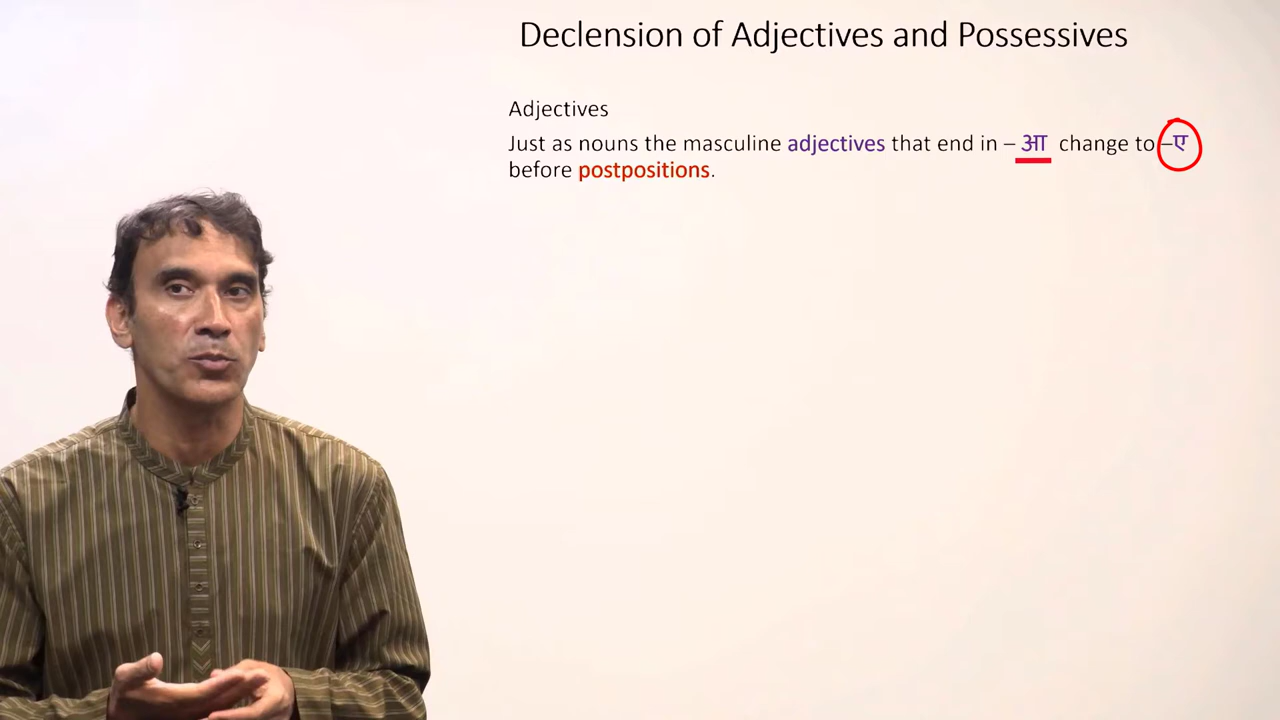 Declension of Adjectives and Possessives
Adjectives
Just as nouns the masculine adjectives that end in – आ change to –ए
before postpositions.